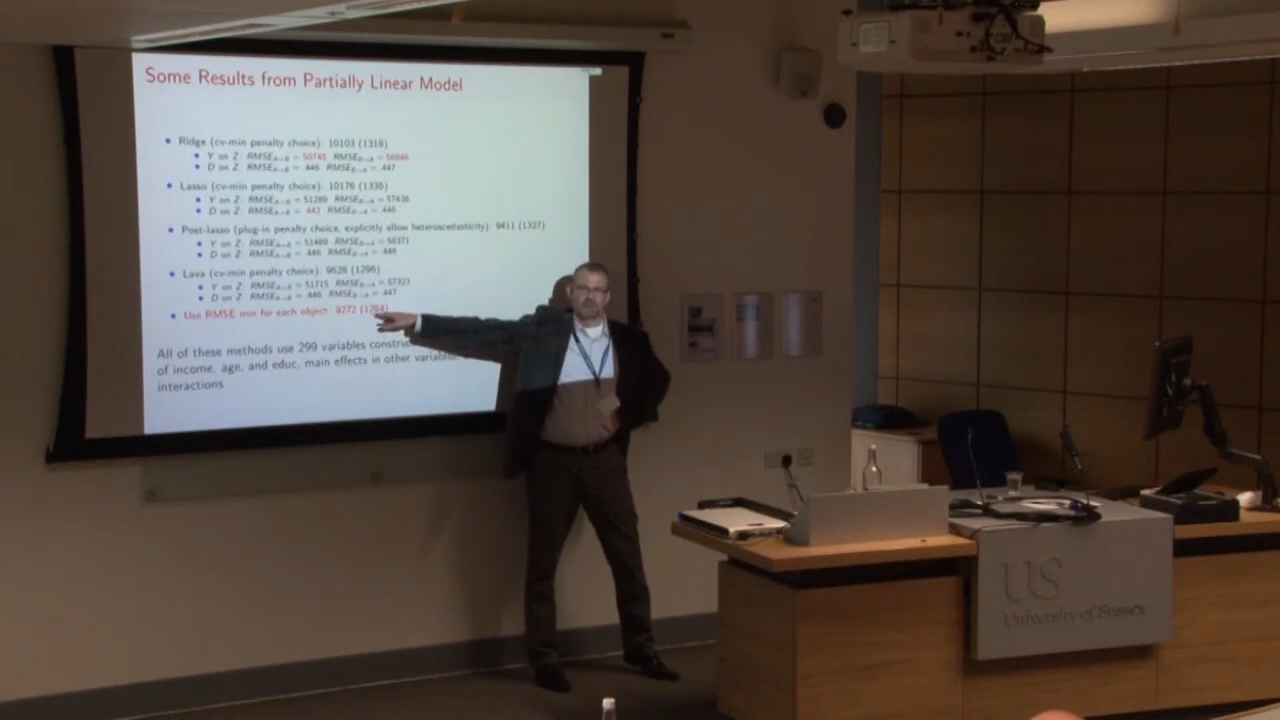 Some Results from Partially Linear Model
• Ridge (cv-min penalty choice): 10103 (1316)
• Y on Z: RMSE = 50745 RMSE = 56046
• D on Z: RMSE = .446 RMSE = .447
• Lasso (cv-min penalty choice): 10176 (1336)
• Y on Z: RMSE = 51289 RMSE = 57436
• D on Z: RMSE = .442 RMSE = .446
• Post-lasso (plug-in penalty choice, explicitly allow heteroscedasticity): 9411 (1327)
• Y on Z: RMSE = 51489 RMSE = 58371
• D on Z: RMSE = .446 RMSE = .446
• Lava (cv-min penalty choice): 9628 (1296)
• Y on Z: RMSE = 51715 RMSE = 57323
• D on Z: RMSE = .446 RMSE = .447
• Use RMSE min for each object: 9272
All of these methods use 299 variables
of income, age, and educ, main effects in other
interactions
US
University of Sussex